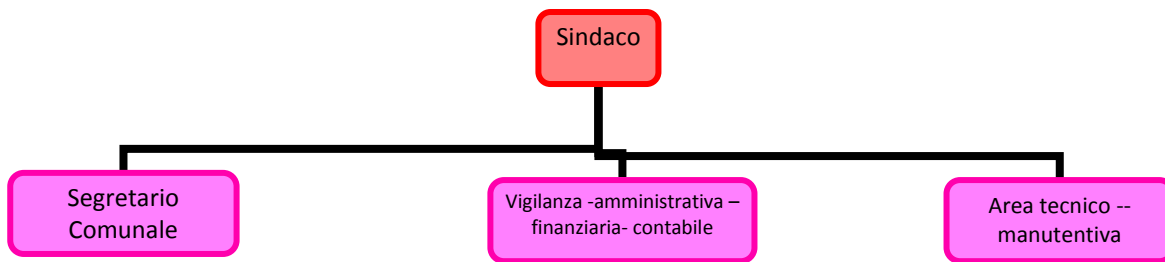 Sindaco
Segretario
Comunale
Vigilanza -amministrativa –
finanziaria- contabile
Area tecnico --
manutentiva